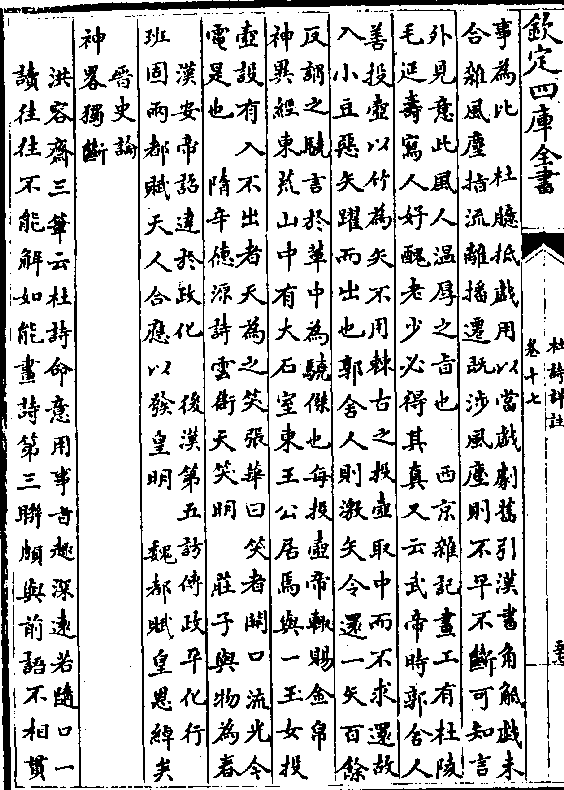 欽定四庫全書
杜詩詳註
卷十七
事為比　杜臆抵戲用以當戲劇舊引漢書角觝戲未
合雜風塵指流離播遷既涉風塵則不早不斷可知言
外見意此風人温厚之旨也　西京雜記畫工有杜陵
毛延壽寫人好醜老少必得其真又云武帝時郭舍人
善投壺以竹為矢不用棘古之投壺取中而不求還故
入小豆惡矢躍而出也郭舍人則激矢令還一矢百餘
反謂之驍言於輩中為驍傑也每投壺帝輒賜金帛
神異經東荒山中有大石室東王公居焉與一玉女投
壺設有入不出者天為之笑張華曰笑者開口流光今
電是也　隋辛德源詩雲銜天笑明　莊子與物為春
漢安帝詔違於政化　後漢第五訪傳政平化行
班固兩都賦天人合應以發皇明　魏都賦皇恩綽矣
晉史論
神畧獨斷
洪容齋三筆云杜詩命意用事旨趣深遠若隨口一
讀往往不能解如能畫詩第三聯頗與前語不相貫